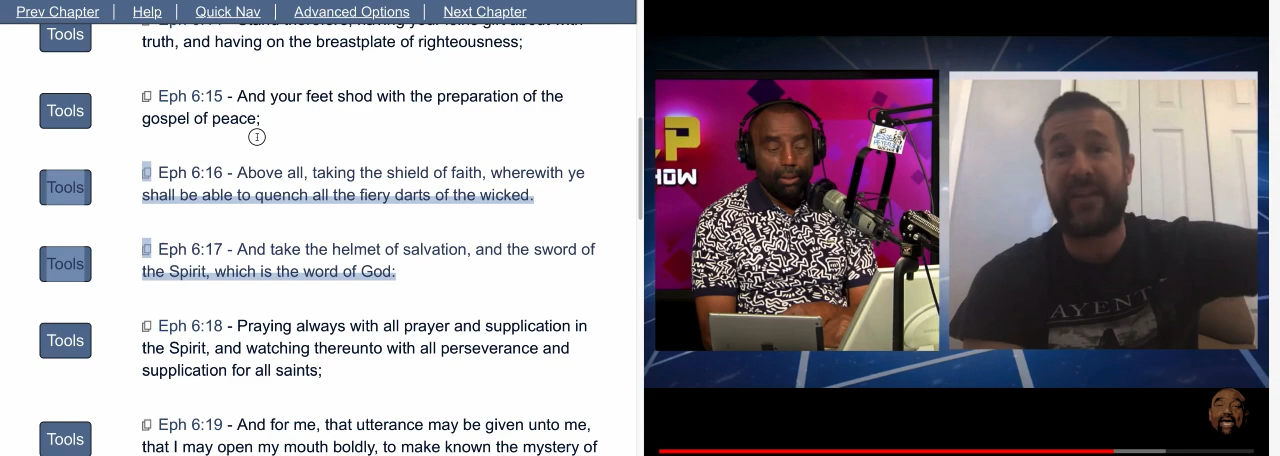 Prev Chapter | Help | Quick Nav | Advanced Options | Next Chapter
Tools
truth, and having on the breastplate of righteousness;
Tools
Eph 6:15 - And your feet shod with the preparation of the
gospel of peace;
Tools
Eph 6:16 - Above all, taking the shield of faith, wherewith ye
shall be able to quench all the fiery darts of the wicked.
Tools
Eph 6:17 - And take the helmet of salvation, and the sword of
the Spirit, which is the word of God:
Tools
Eph 6:18 - Praying always with all prayer and supplication in
the Spirit, and watching thereunto with all perseverance and
supplication for all saints;
Tools
Eph 6:19 - And for me, that utterance may be given unto me,
that I may open my mouth boldly, to make known the mystery of
LP
HOW
JESSE
PETER
AYENT